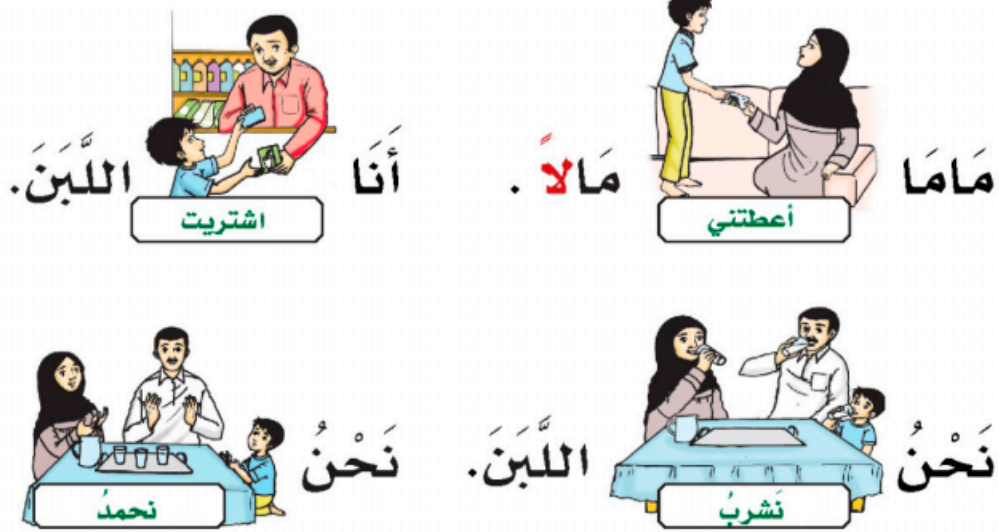 مَامَا أعطتني مَالاً .
أَنَا اشتريت اللَّبَنَ.
نَحْنُ نَشربُ اللَّبَنَ.
نَحْنُ نحمدُ